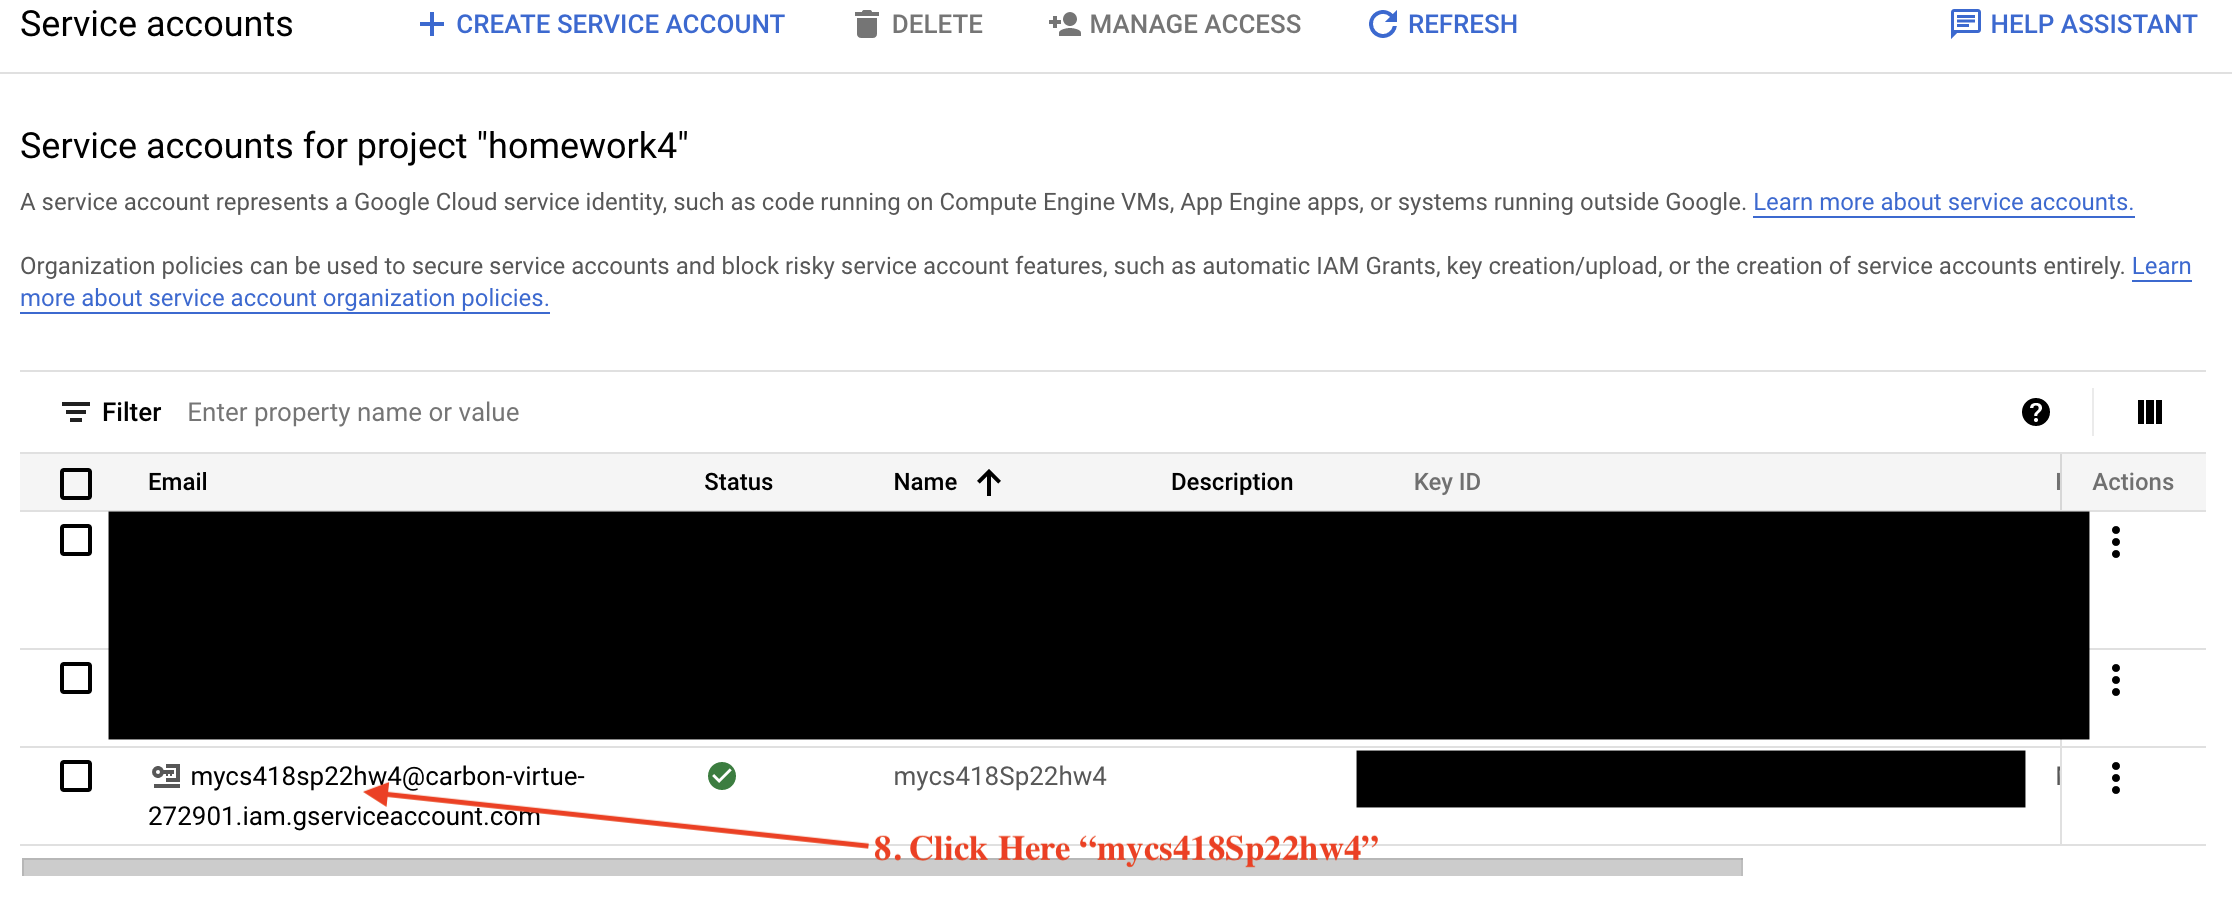 Service accounts
CREATE SERVICE ACCOUNT
DELETE
MANAGE ACCESS
REFRESH
HELP ASSISTANT
Service accounts for project "homework4"
A service account represents a Google Cloud service identity, such as code running on Compute Engine VMs, App Engine apps, or systems running outside Google. Learn more about service accounts.
Organization policies can be used to secure service accounts and block risky service account features, such as automatic IAM Grants, key creation/upload, or the creation of service accounts entirely. Learn
more about service account organization policies.
Filter Enter property name or value
Email Status Name Description Key ID Actions
mycs418sp22hw4@carbon-virtue- mycs418Sp22hw4
272901.iam.gserviceaccount.com
8. Click Here “mycs418Sp22hw4”